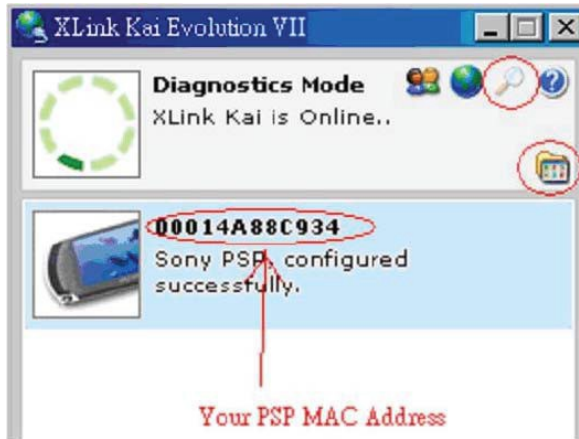 XLink Kai Evolution VII
Diagnostics Mode
XLink Kai is Online..
00014A88C934
Sony PSP, configured
successfully.
Your PSP MAC Address